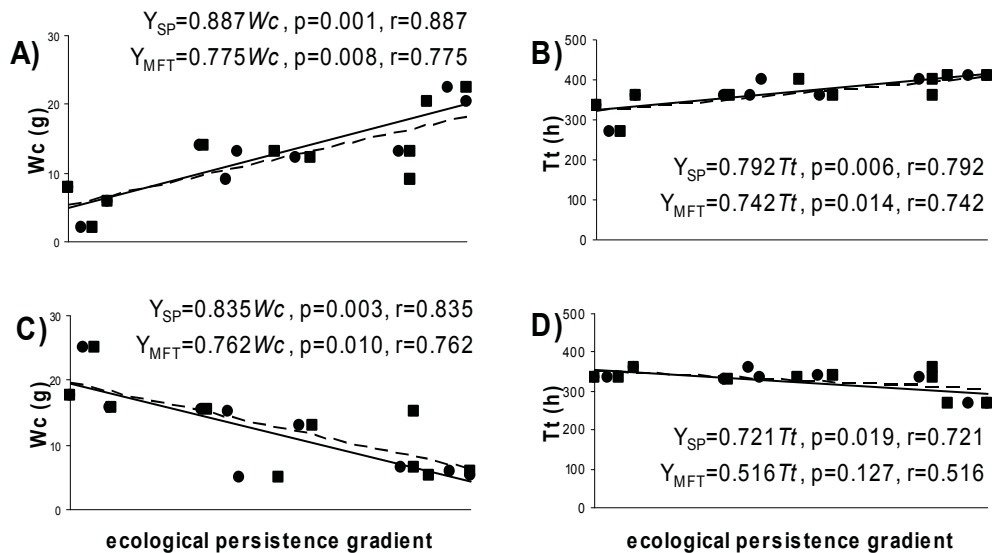 A)
Y_SP=0.887Wc, p=0.001, r=0.887
Y_MFT=0.775Wc, p=0.008, r=0.775
30
20
10
0
Wc (g)
B)
500
400
300
200
100
0
Tt (h)
Y_SP=0.792Tt, p=0.006, r=0.792
Y_MFT=0.742Tt, p=0.014, r=0.742
C)
Y_SP=0.835Wc, p=0.003, r=0.835
Y_MFT=0.762Wc, p=0.010, r=0.762
30
20
10
0
Wc (g)
ecological persistence gradient
D)
500
400
300
200
100
0
Tt (h)
Y_SP=0.721Tt, p=0.019, r=0.721
Y_MFT=0.516Tt, p=0.127, r=0.516
ecological persistence gradient